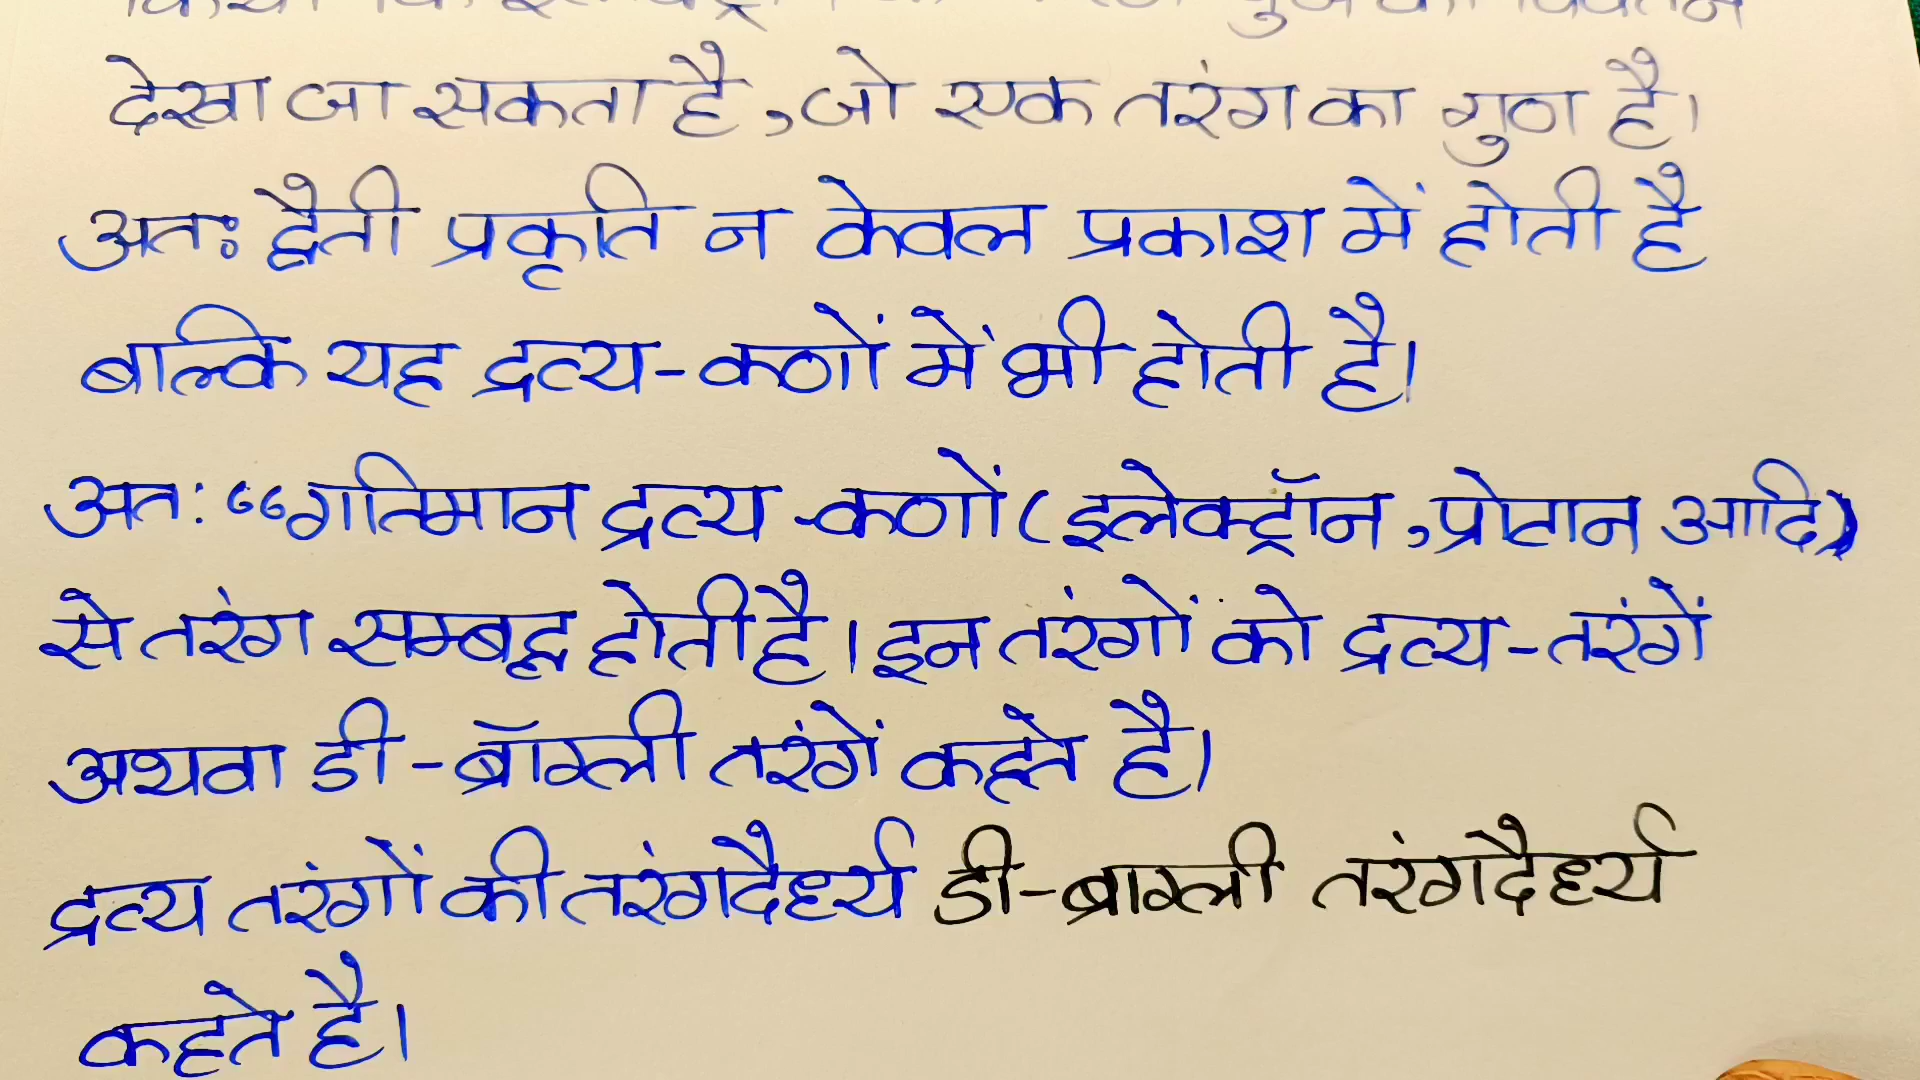 देखा जा सकता है, जो एक तरंग का गुण है।
अतः द्वैती प्रकृति न केवल प्रकाश में होती है
बल्कि यह द्रव्य-कणों में भी होती है।
अत: “गतिमान द्रव्य-कणों (इलेक्ट्रॉन, प्रोटान आदि)
से तरंग सम्बद्ध होती है। इन तरंगों को द्रव्य-तरंगें
अथवा डी-ब्रॉग्ली तरंगें कहते है।
द्रव्य तरंगों की तरंगदैर्ध्य डी-ब्राग्ली तरंगदैर्ध्य
कहते है।